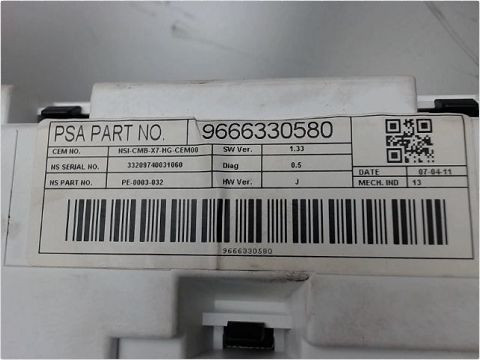 PSA PART NO. 9666330580
CEM NO. NSI-CMB-X7-HG-CEM00 SW Ver. 1.33
NS SERIAL NO. 33209740031060 Diag 0.5
NS PART NO. PE-0003-032 HW Ver. J
DATE 07-04-11
MECH. IND 13
9666330580